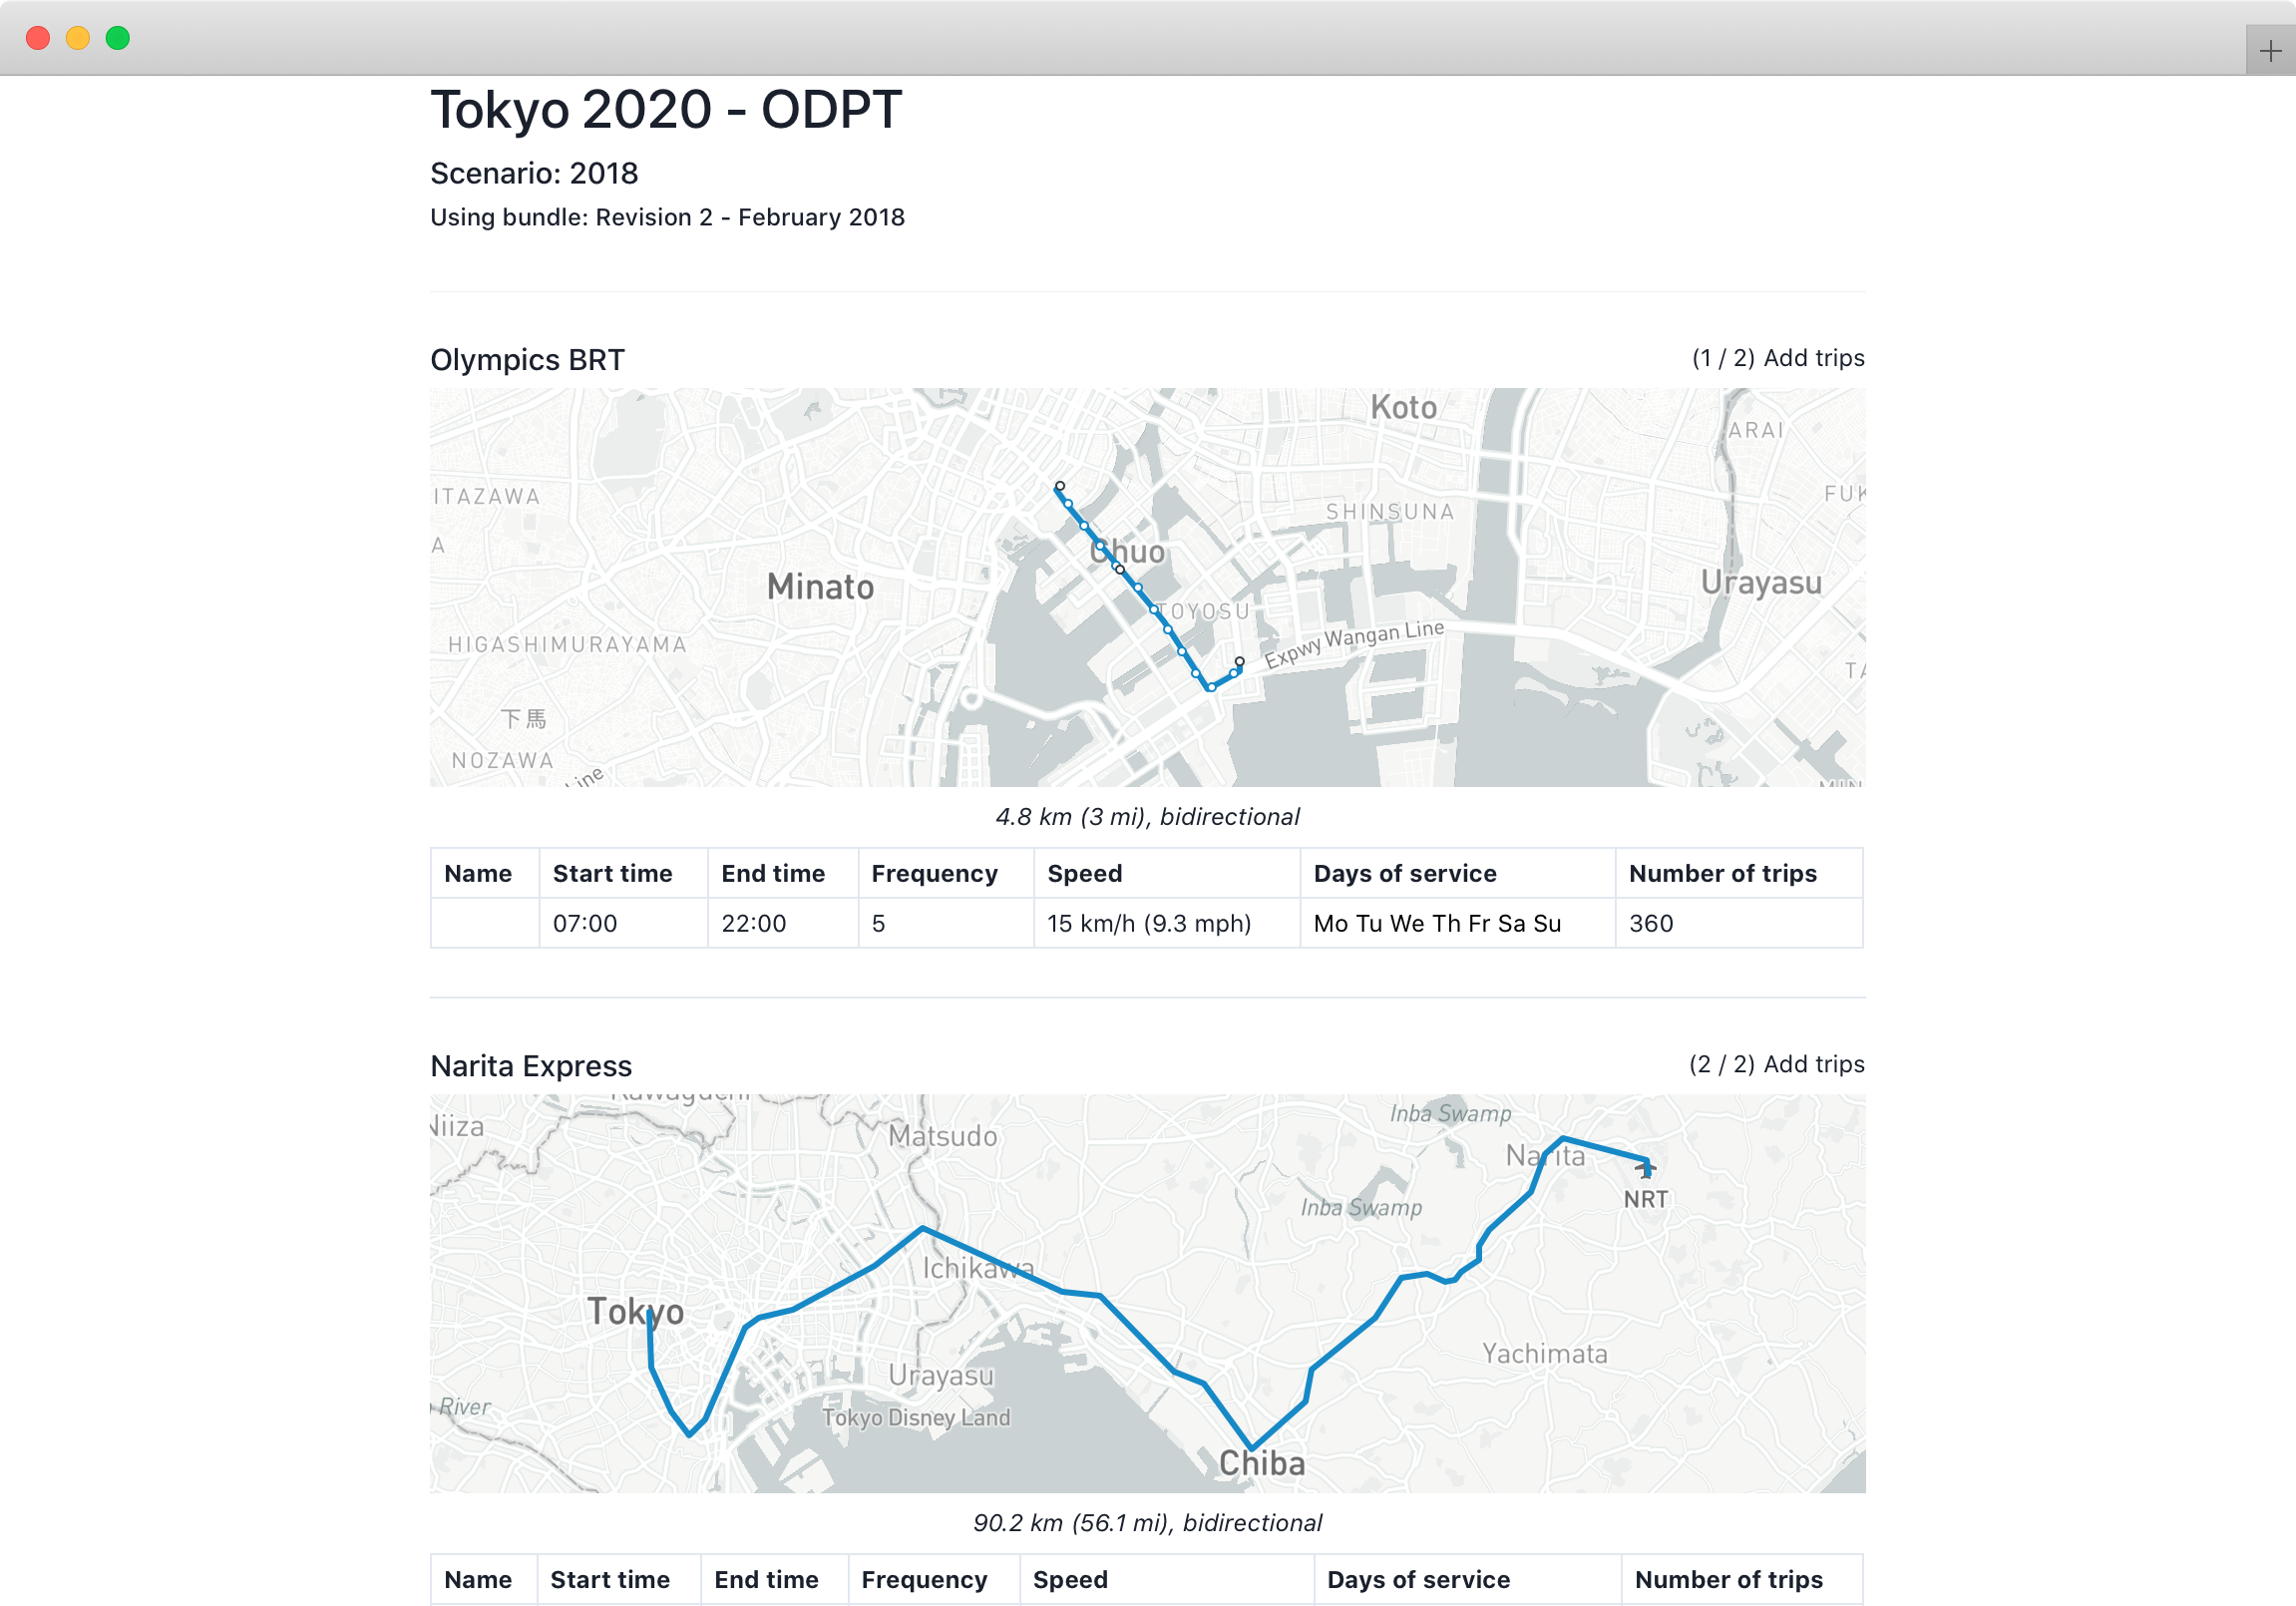 Tokyo 2020 - ODPT
Scenario: 2018
Using bundle: Revision 2 - February 2018
Olympics BRT
(1 / 2) Add trips
Koto
ARAI
ITAZAWA
FUK
SHINSUNA
A
Chuo
Minato
Urayasu
TOYOSU
HIGASHIMURAYAMA
Expwy Wangan Line
TA
下馬
NOZAWA
Line
4.8 km (3 mi), bidirectional
Name Start time End time Frequency Speed Days of service Number of trips
07:00 22:00 5 15 km/h (9.3 mph) Mo Tu We Th Fr Sa Su 360
Narita Express
(2 / 2) Add trips
Kawaguchi
Niiza
Matsudo
Inba Swamp
Narita
NRT
Inba Swamp
Ichikawa
Tokyo
Yachimata
Urayasu
River
Tokyo Disney Land
Chiba
90.2 km (56.1 mi), bidirectional
Name Start time End time Frequency Speed Days of service Number of trips